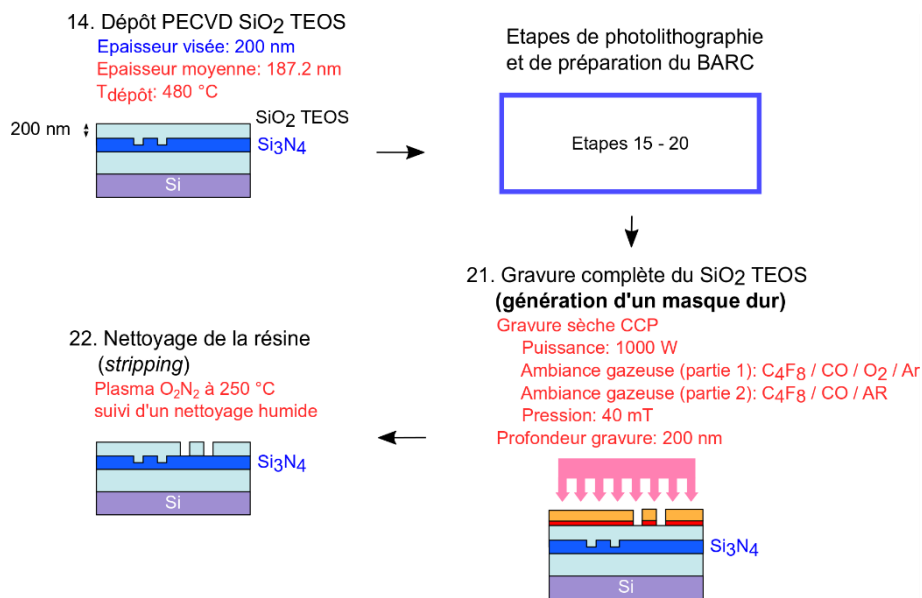 14. Dépôt PECVD SiO2 TEOS
Epaisseur visée: 200 nm
Epaisseur moyenne: 187.2 nm
Tdépôt: 480 °C
200 nm
SiO2 TEOS
Si3N4
Si
Etapes de photolithographie
et de préparation du BARC
Etapes 15 - 20
21. Gravure complète du SiO2 TEOS
(génération d'un masque dur)
Gravure sèche CCP
Puissance: 1000 W
Ambiance gazeuse (partie 1): C4F8 / CO / O2 / Ar
Ambiance gazeuse (partie 2): C4F8 / CO / AR
Pression: 40 mT
Profondeur gravure: 200 nm
Si3N4
Si
22. Nettoyage de la résine
(stripping)
Plasma O2N2 à 250 °C
suivi d'un nettoyage humide
Si3N4
Si